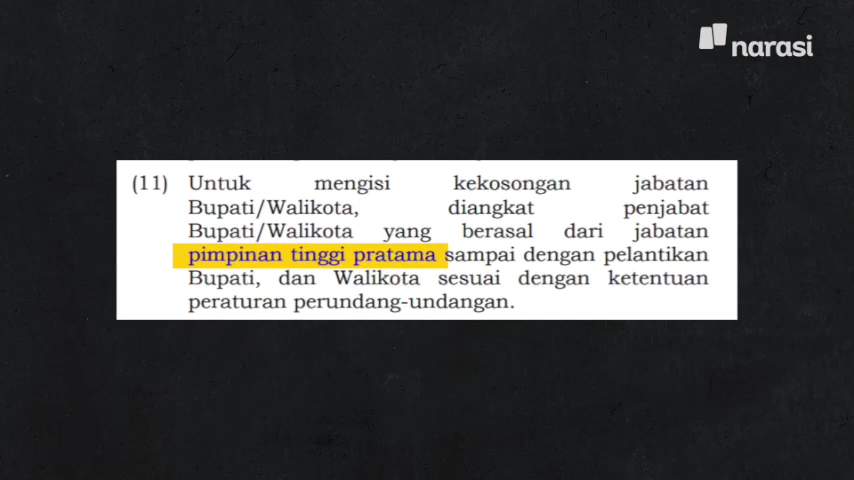 narasi
(11) Untuk mengisi kekosongan jabatan
Bupati/Walikota, diangkat penjabat
Bupati/Walikota yang berasal dari jabatan
pimpinan tinggi pratama sampai dengan pelantikan
Bupati, dan Walikota sesuai dengan ketentuan
peraturan perundang-undangan.